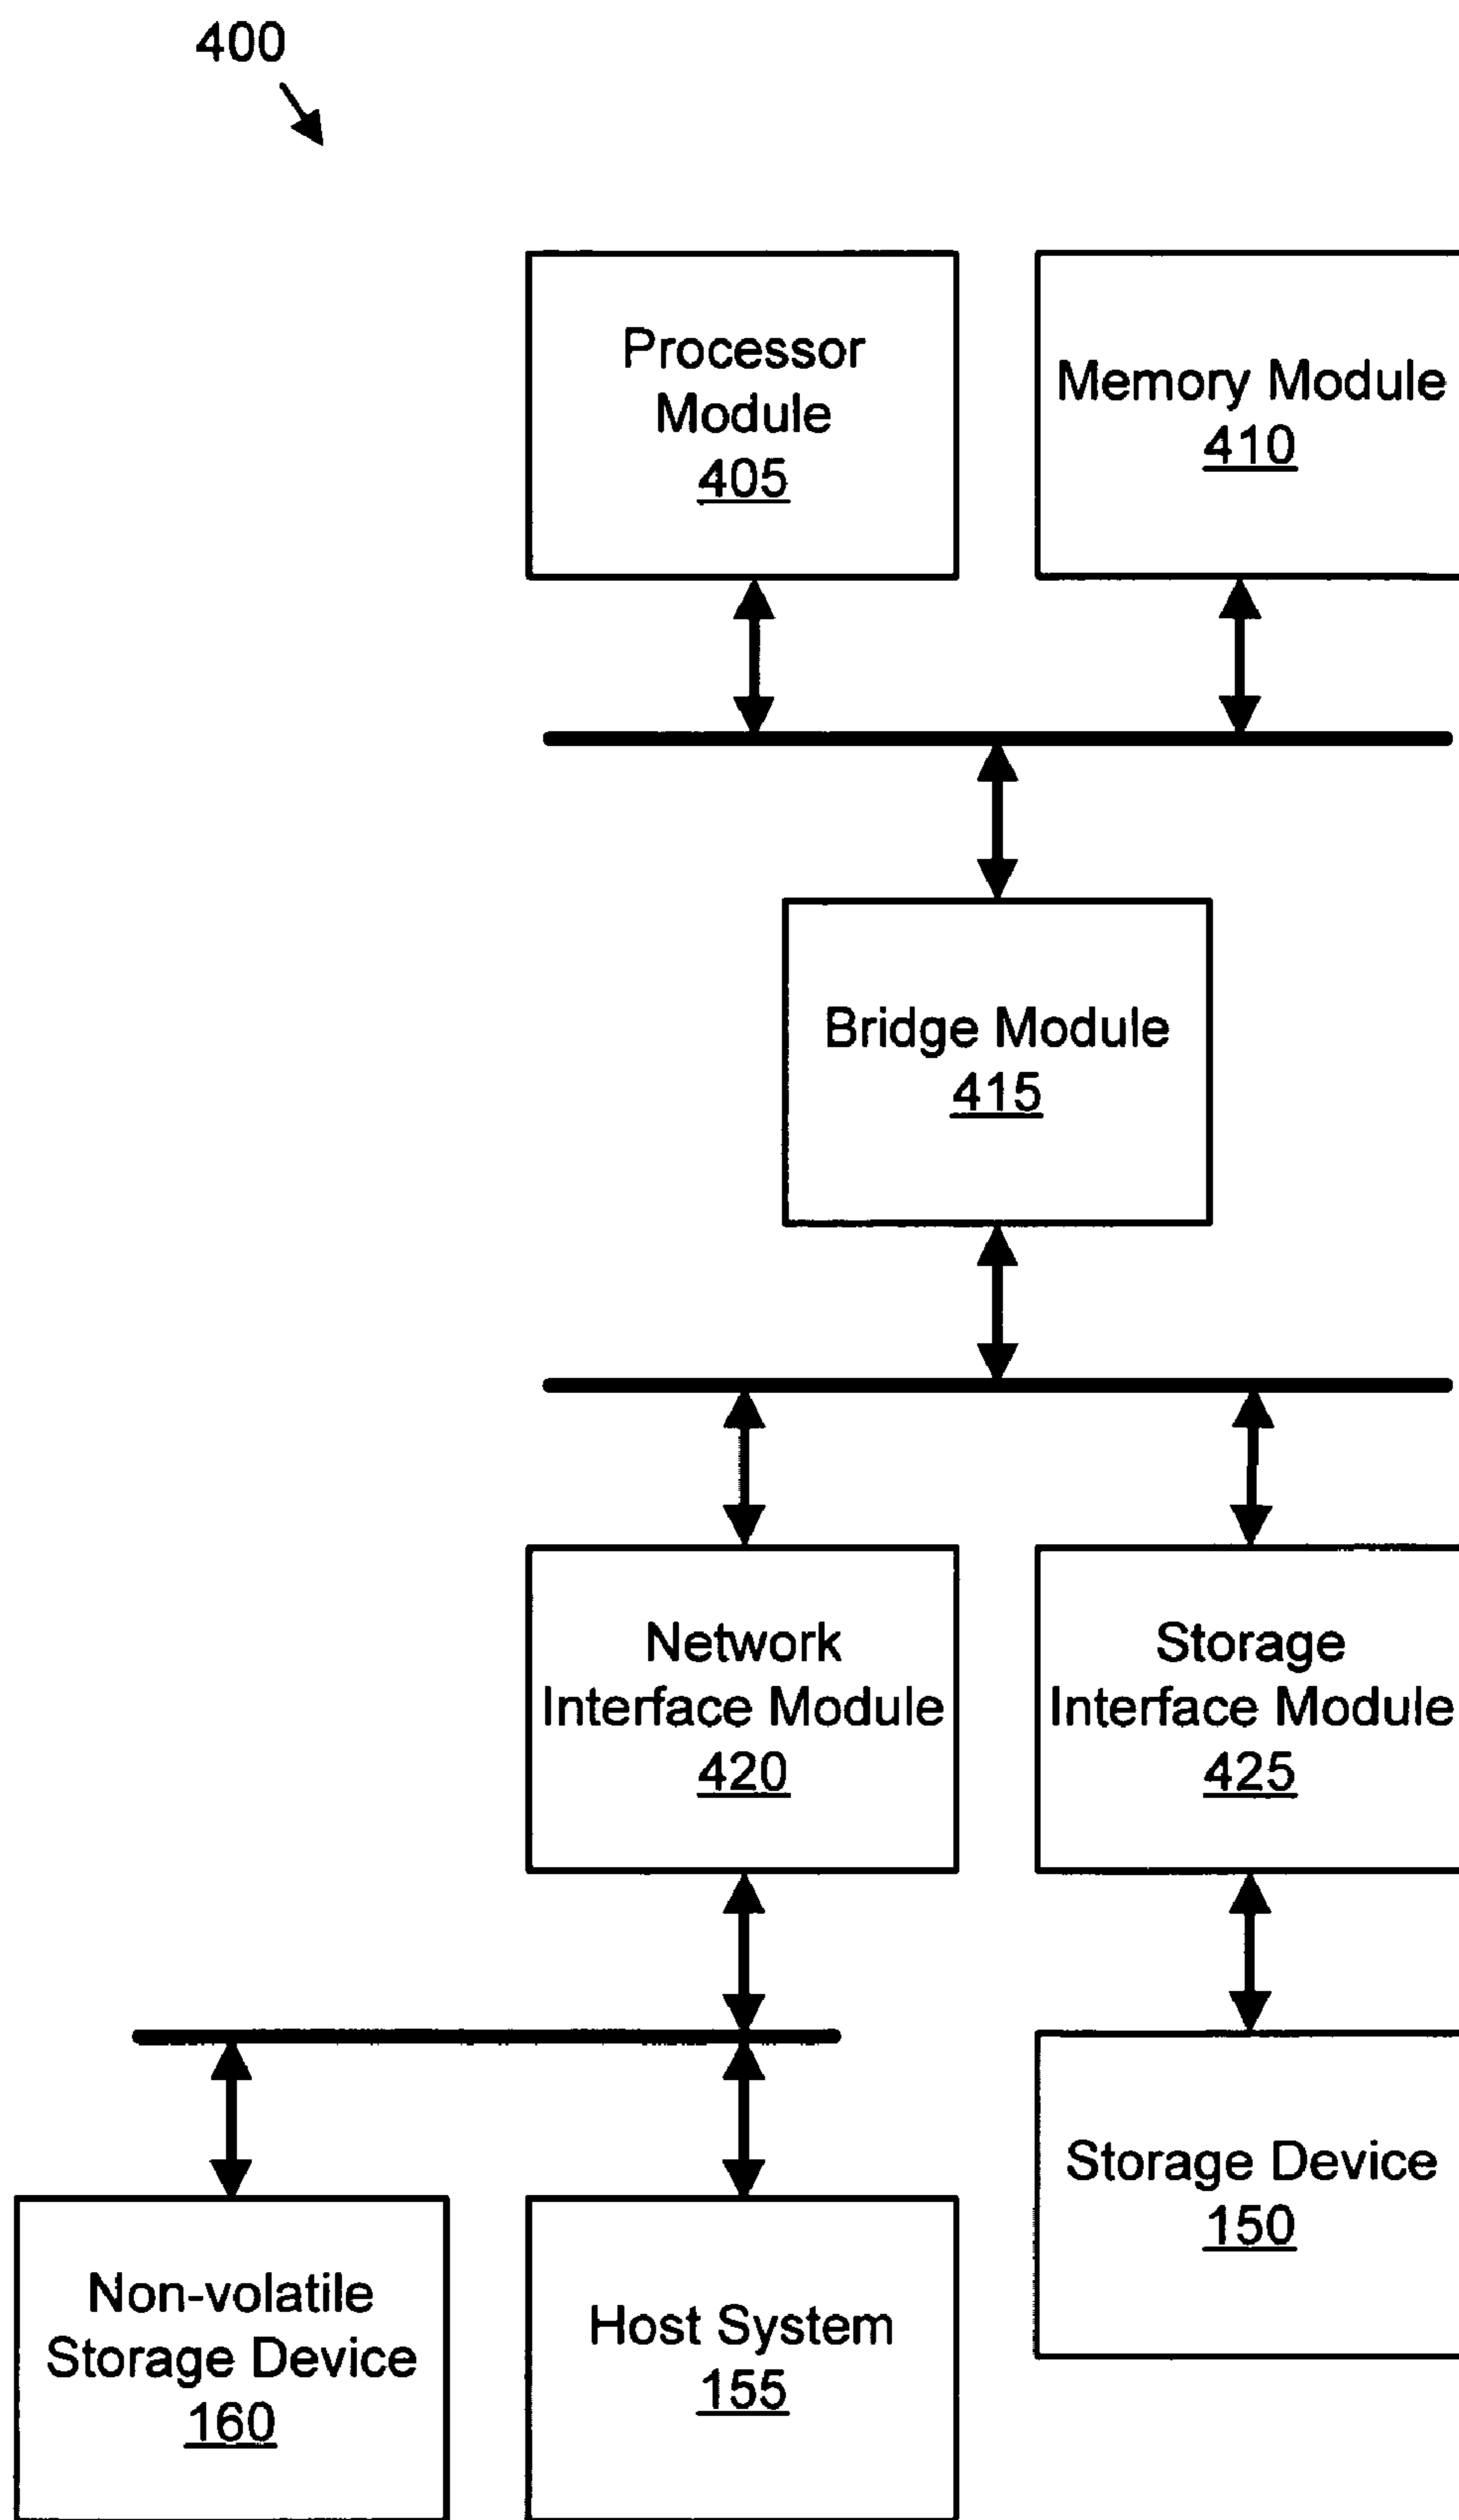 400
Processor
Module
405
Memory Module
410
Bridge Module
415
Network
Interface Module
420
Storage
Interface Module
425
Storage Device
150
Non-volatile
Storage Device
160
Host System
155